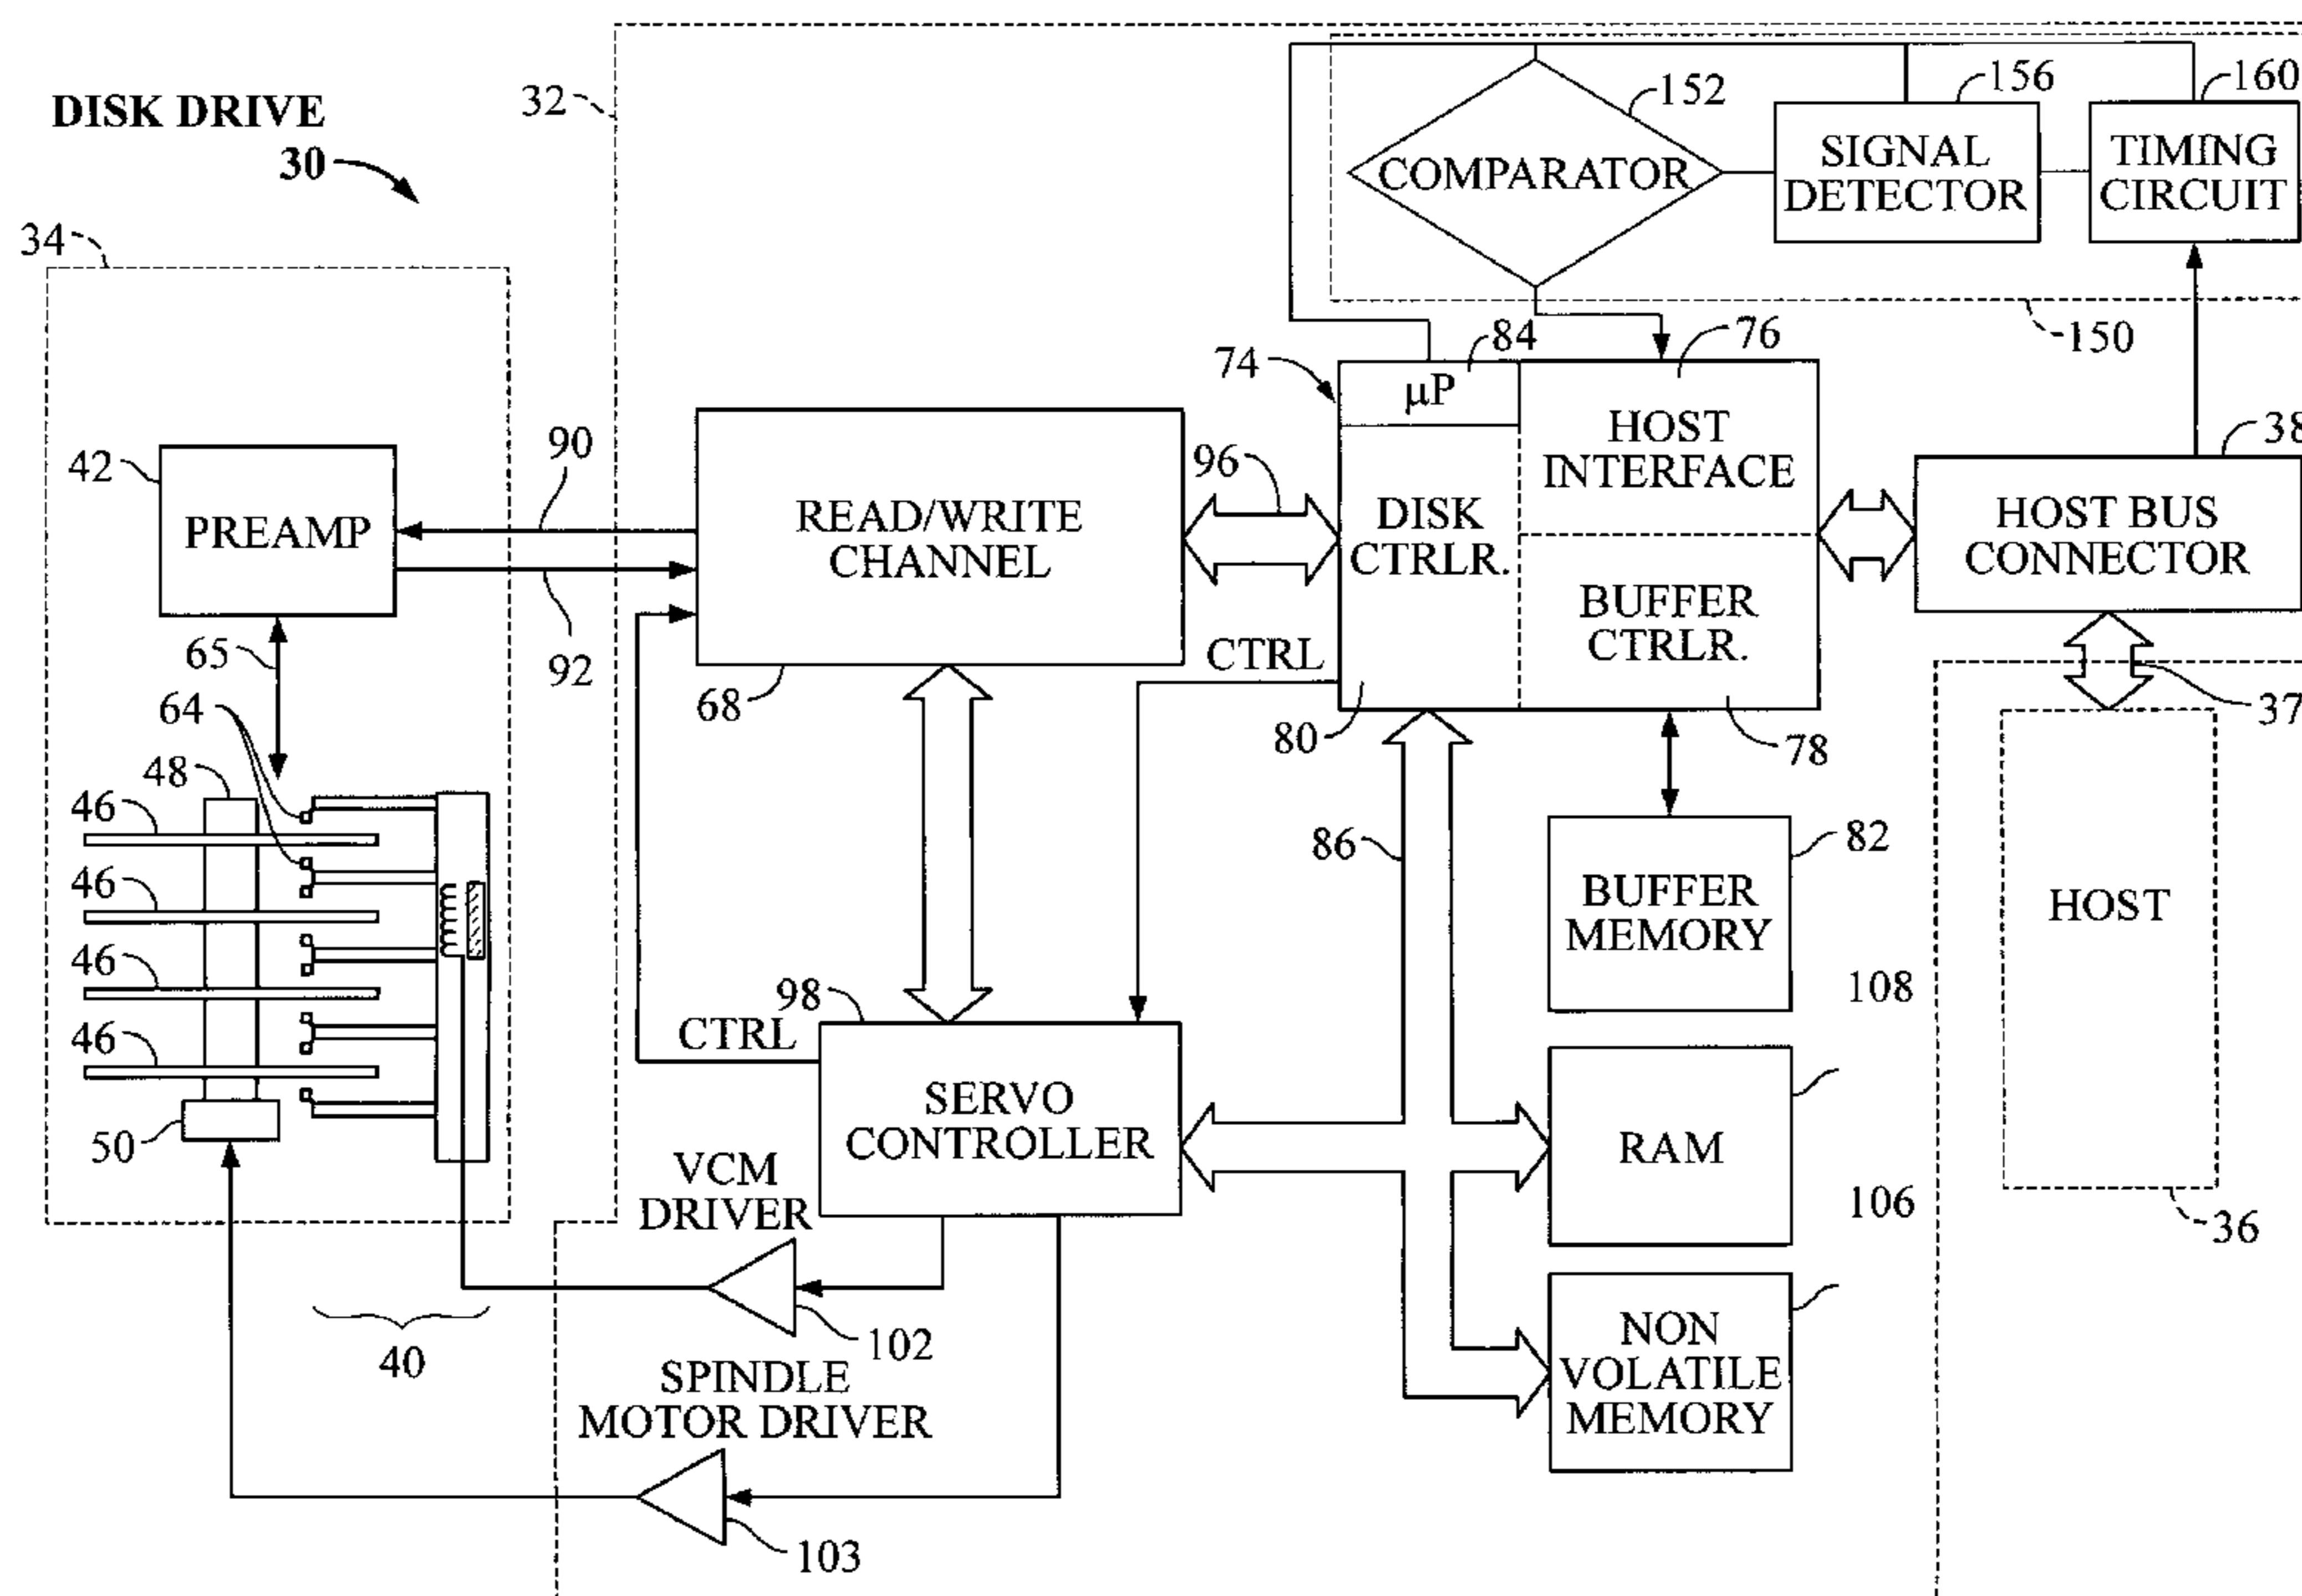 DISK DRIVE
30
32
34
152
COMPARATOR
156
SIGNAL
DETECTOR
160
TIMING
CIRCUIT
150
42
PREAMP
90
92
65
64
48
46
46
46
46
50
40
READ/WRITE
CHANNEL
68
96
74
84
µP
76
HOST
INTERFACE
DISK
CTRLR.
BUFFER
CTRLR.
80
78
CTRL
38
HOST BUS
CONNECTOR
37
HOST
36
86
82
BUFFER
MEMORY
108
RAM
106
NON
VOLATILE
MEMORY
98
CTRL
SERVO
CONTROLLER
VCM
DRIVER
102
SPINDLE
MOTOR DRIVER
103